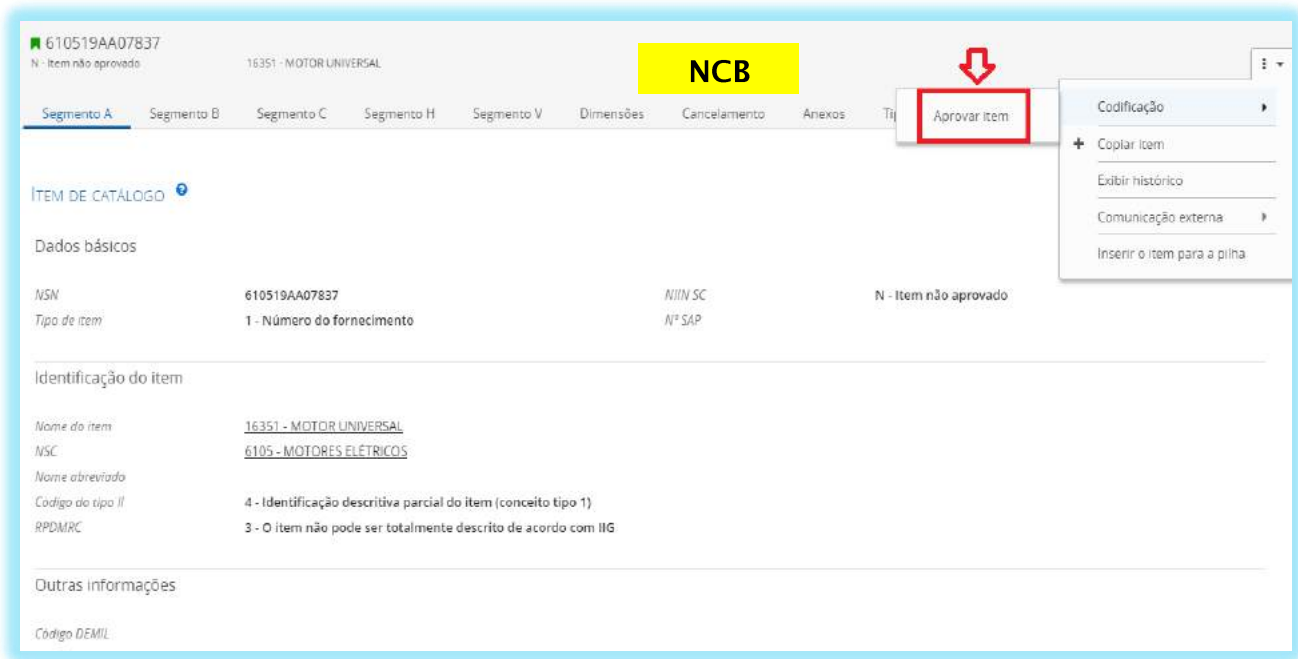 610519AA07837
N - Item não aprovado 16351 - MOTOR UNIVERSAL
NCB
Segmento A Segmento B Segmento C Segmento H Segmento V Dimensões Cancelamento Anexos Aprovar item
Codificação
Copiar item
Exibir histórico
Comunicação externa
Inserir o item para a pilha
ÍTEM DE CATÁLOGO
Dados básicos
NSN 610519AA07837 NIIN SC N - Item não aprovado
Tipo de item 1 - Número do fornecimento Nº SAP
Identificação do item
Nome do item 16351 - MOTOR UNIVERSAL
NSC 6105 - MOTORES ELÉTRICOS
Nome abreviado
Código do tipo II 4 - Identificação descritiva parcial do item (conceito tipo 1)
RPDMRC 3 - O item não pode ser totalmente descrito de acordo com IIG
Outras informações
Código DEMIL